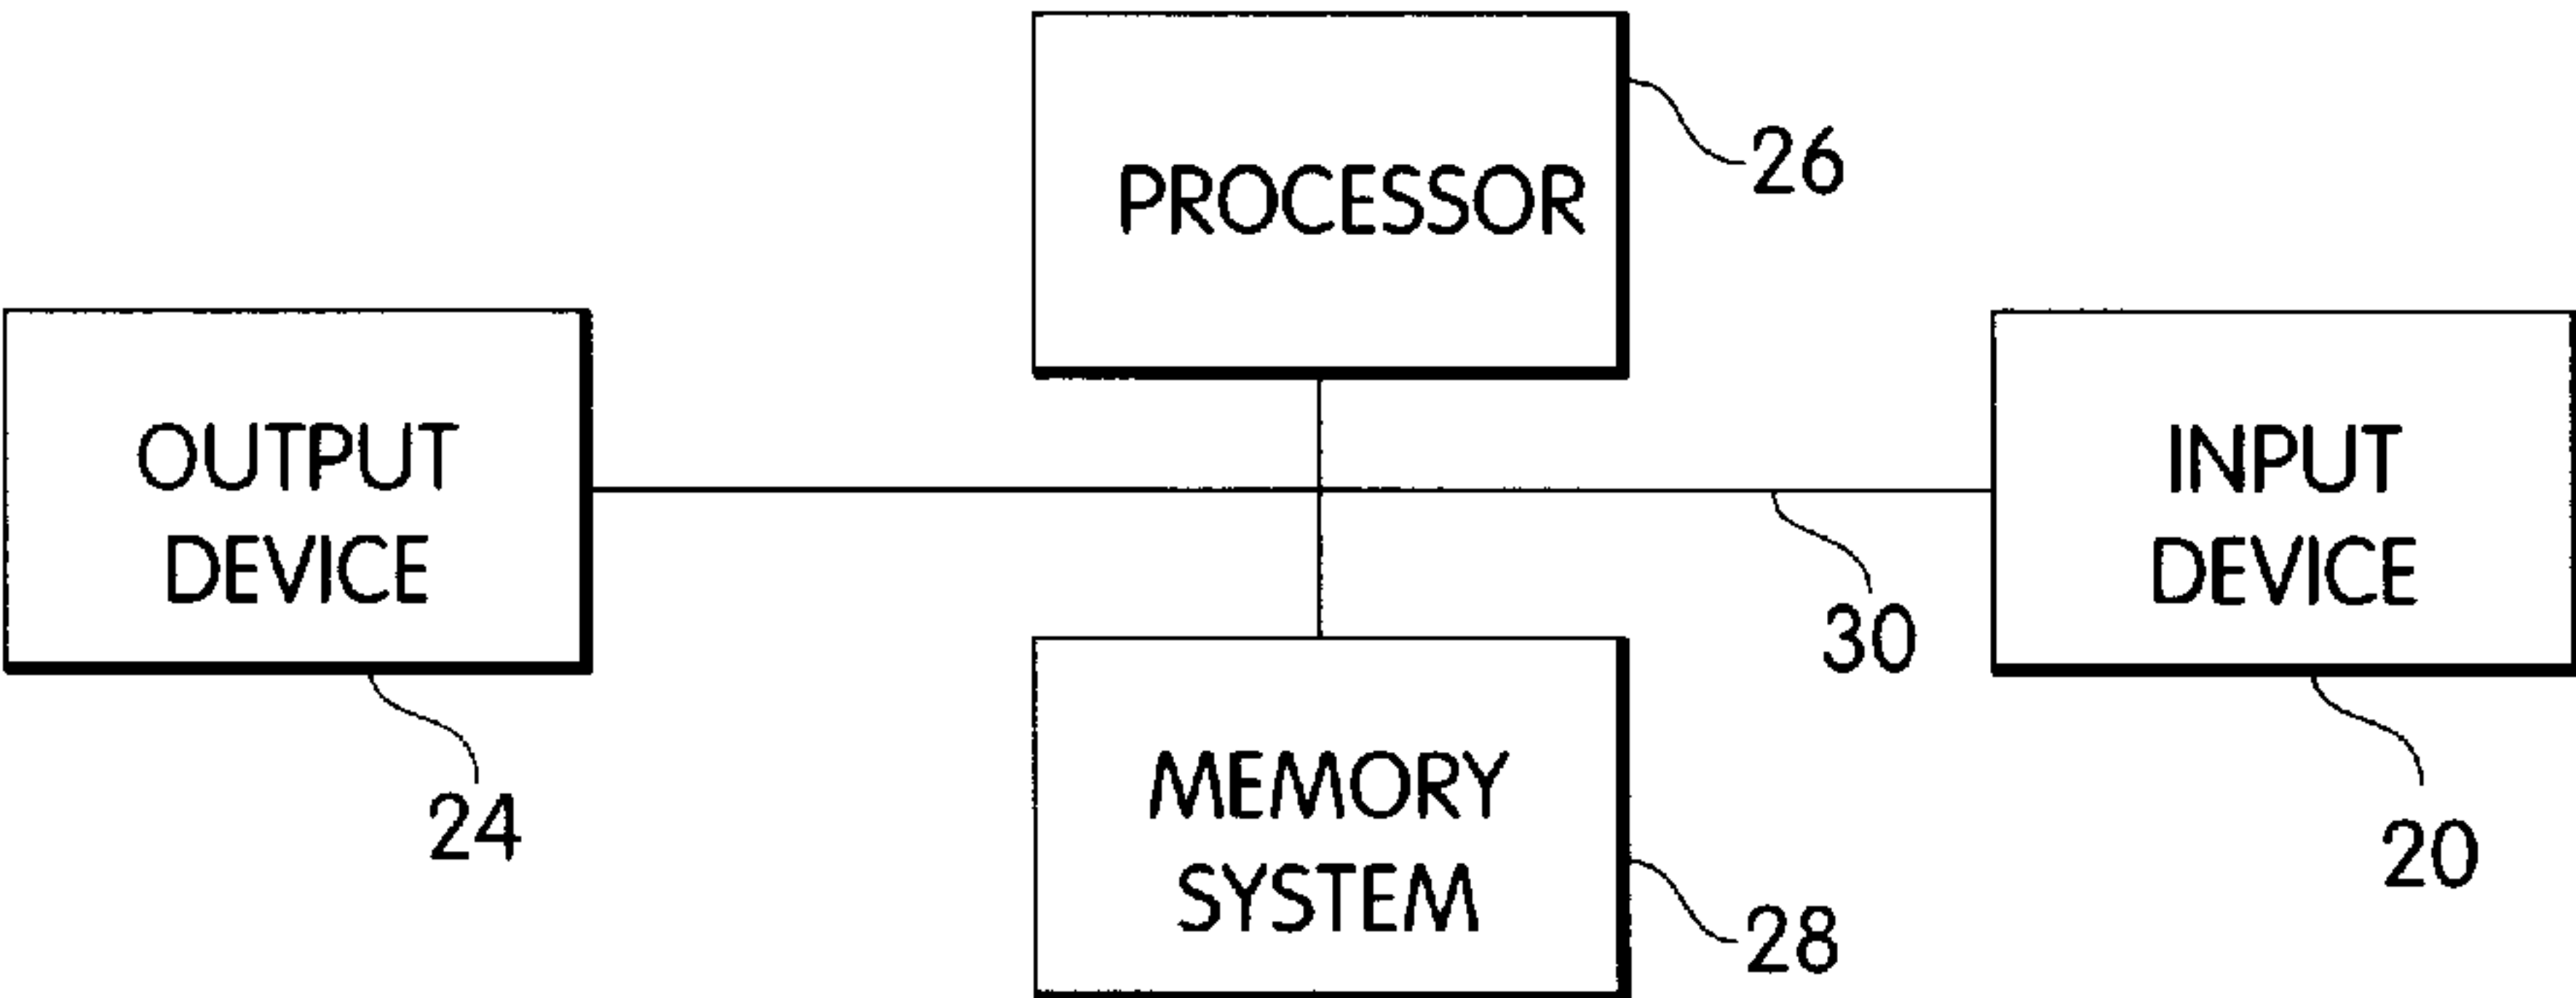 PROCESSOR
26
OUTPUT
DEVICE
24
30
INPUT
DEVICE
20
MEMORY
SYSTEM
28